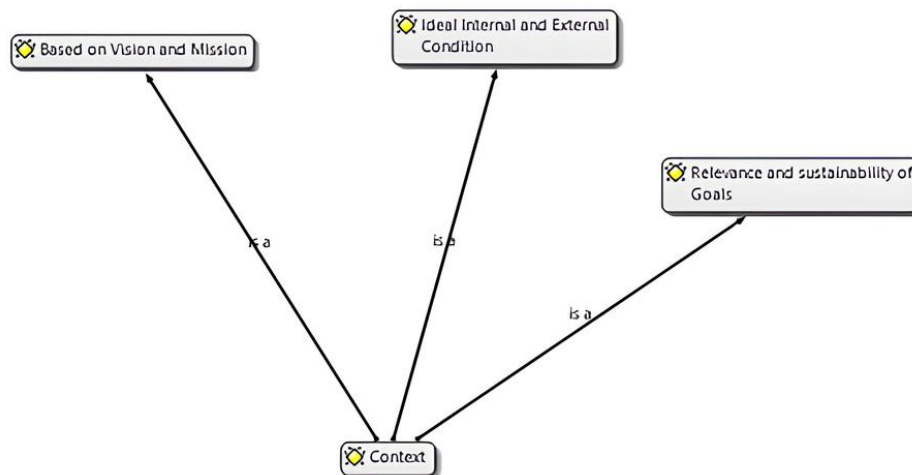 Based on Vision and Mission
Ideal Internal and External
Condition
Relevance and sustainability of
Goals
is a
is a
is a
Context